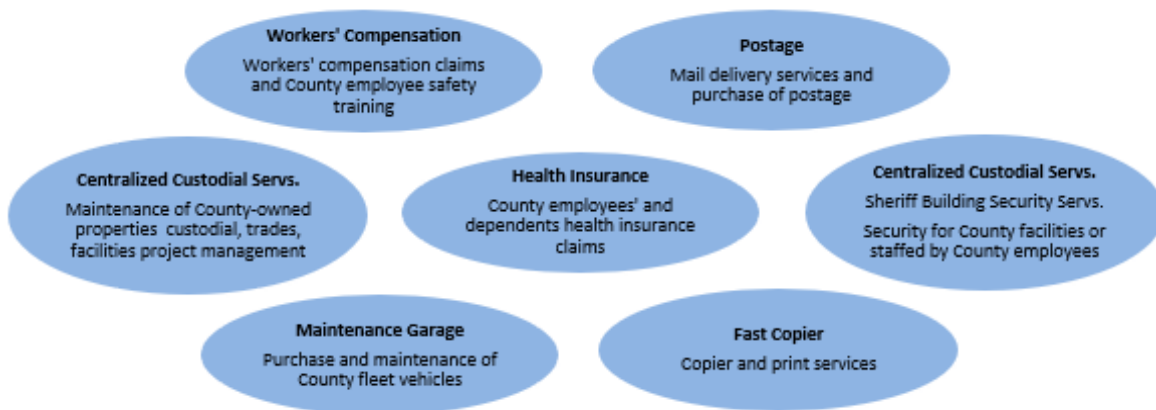 Workers' Compensation
Workers' compensation claims
and County employee safety
training
Postage
Mail delivery services and
purchase of postage
Centralized Custodial Servs.
Maintenance of County-owned
properties custodial, trades,
facilities project management
Health Insurance
County employees' and
dependents health insurance
claims
Centralized Custodial Servs.
Sheriff Building Security Servs.
Security for County facilities or
staffed by County employees
Maintenance Garage
Purchase and maintenance of
County fleet vehicles
Fast Copier
Copier and print services